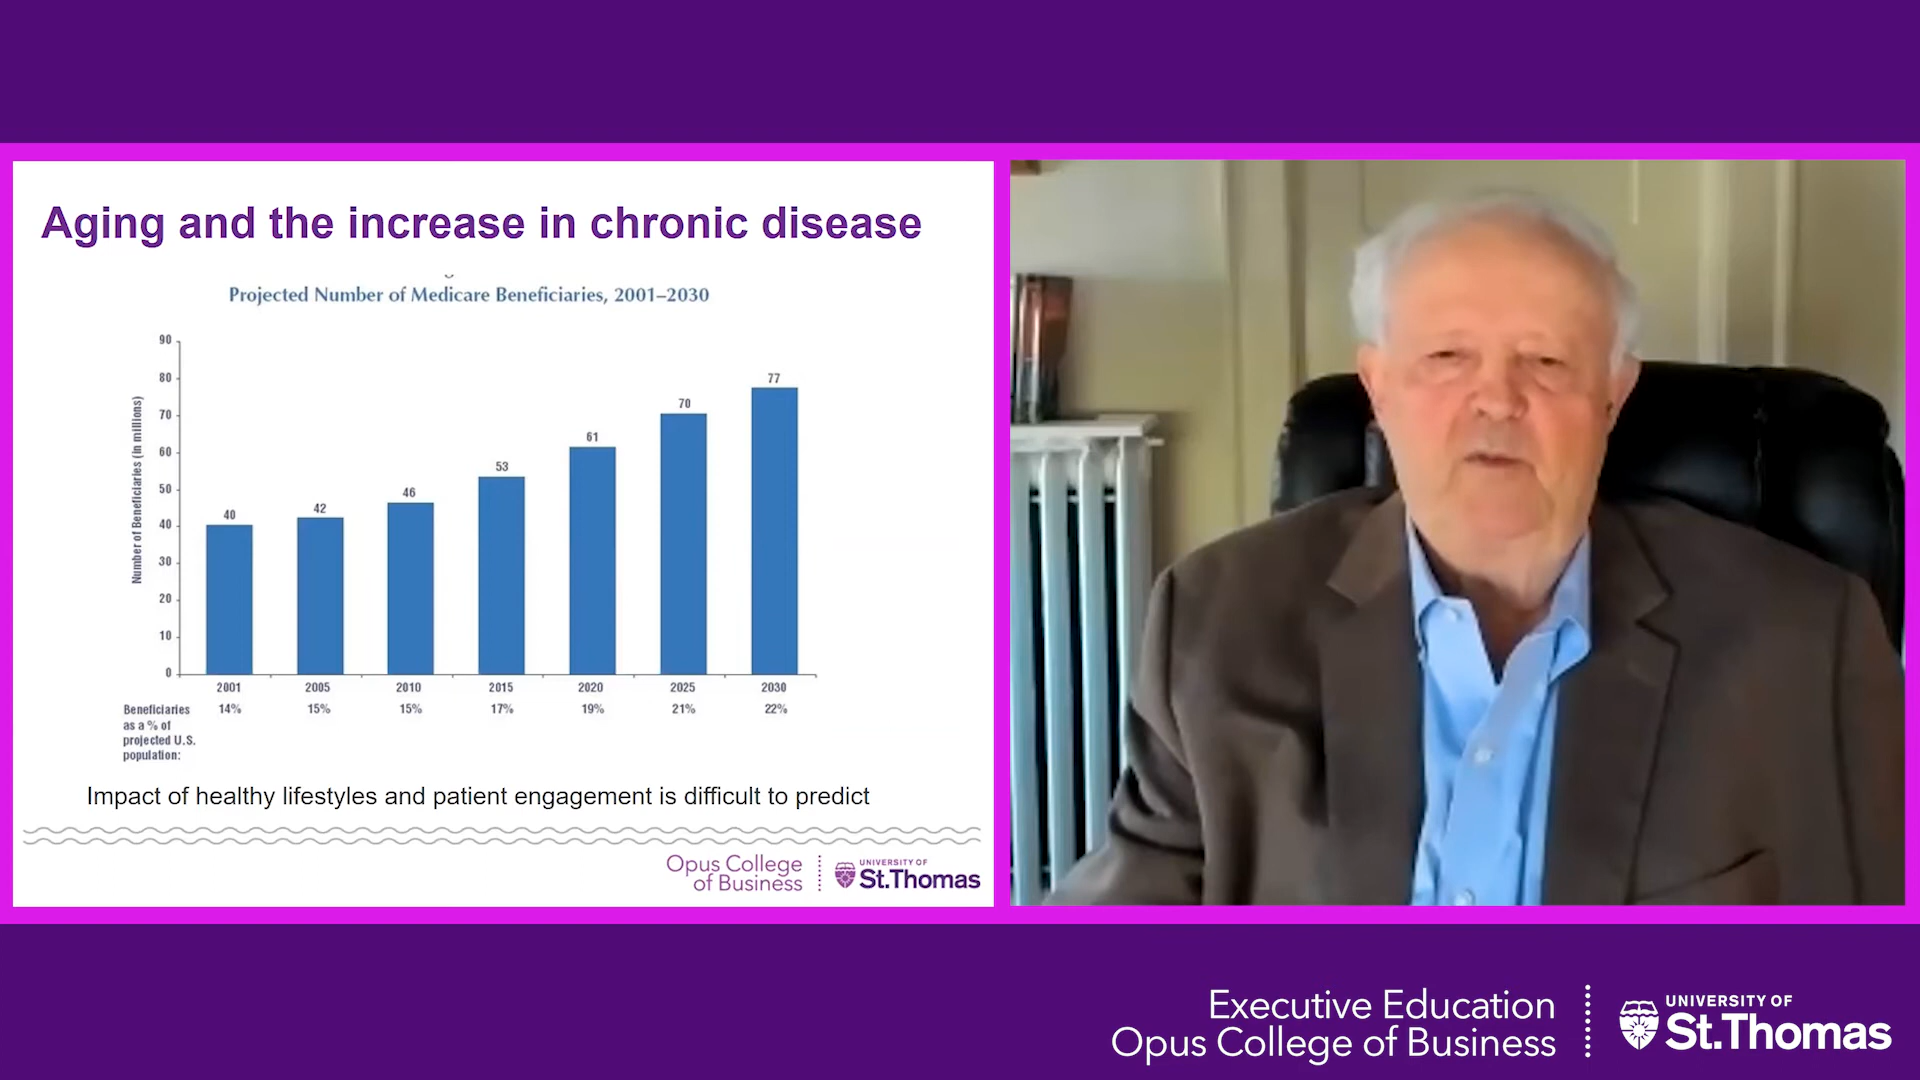 Aging and the increase in chronic disease
Projected Number of Medicare Beneficiaries, 2001–2030
Number of Beneficiaries (in millions)
90
80
70
60
50
40
30
20
10
0
40
42
46
53
61
70
77
2001 2005 2010 2015 2020 2025 2030
Beneficiaries 14% 15% 15% 17% 19% 21% 22%
as a % of
projected U.S.
population:
Impact of healthy lifestyles and patient engagement is difficult to predict
Opus College
of Business
UNIVERSITY OF
St.Thomas
Executive Education
Opus College of Business
UNIVERSITY OF
St.Thomas